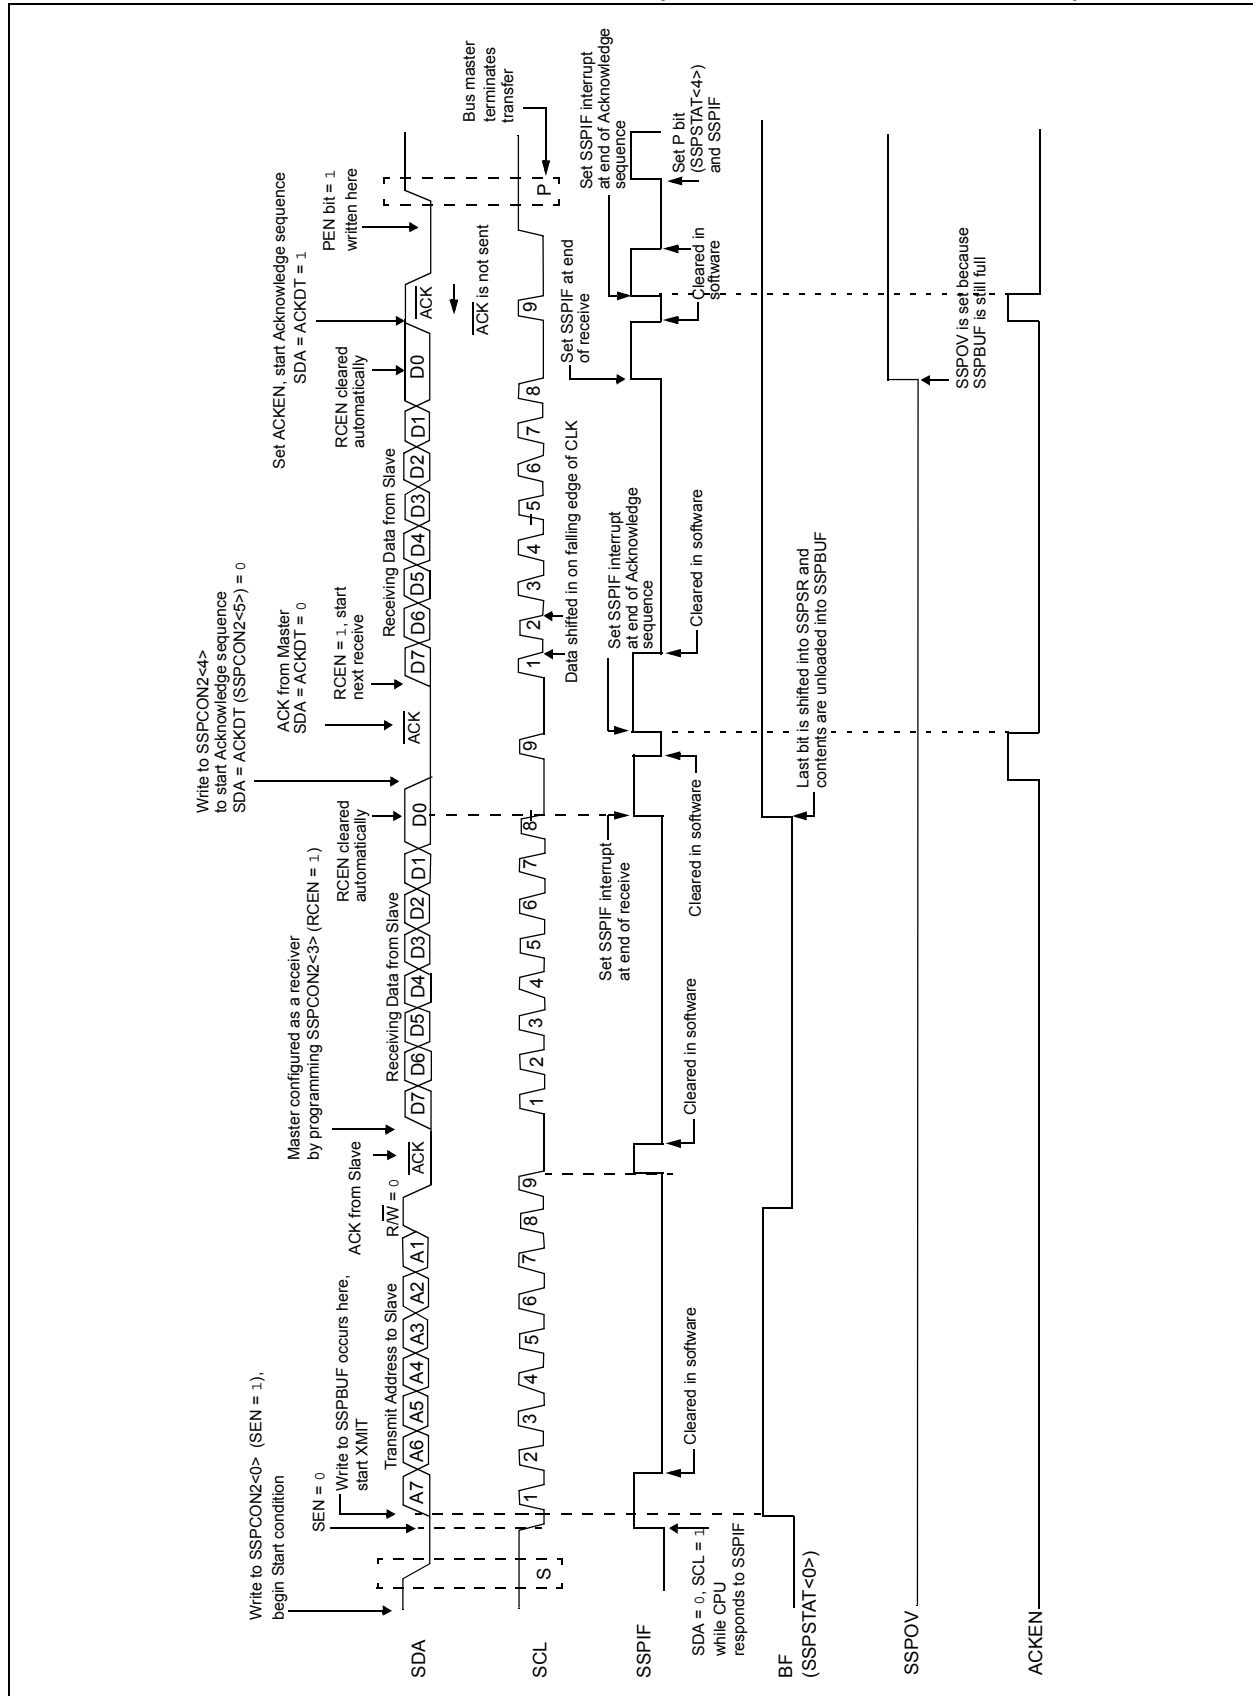 Write to SSPCON2<0> (SEN = 1),
begin Start condition
SEN = 0
Write to SSPBUF occurs here,
start XMIT
Transmit Address to Slave
R/W = 0
ACK from Slave
Master configured as a receiver
by programming SSPCON2<3> (RCEN = 1)
Receiving Data from Slave
RCEN cleared
automatically
Write to SSPCON2<4>
to start Acknowledge sequence
SDA = ACKDT (SSPCON2<5>) = 0
ACK from Master
SDA = ACKDT = 0
RCEN = 1, start
next receive
Receiving Data from Slave
RCEN cleared
automatically
Set ACKEN, start Acknowledge sequence
SDA = ACKDT = 1
PEN bit = 1
written here
SDA
A7 A6 A5 A4 A3 A2 A1
ACK
D7 D6 D5 D4 D3 D2 D1 D0
ACK
D7 D6 D5 D4 D3 D2 D1 D0
ACK
ACK is not sent
Bus master
terminates
transfer
SCL
S
1 2 3 4 5 6 7 8 9
1 2 3 4 5 6 7 8
9
1 2 3 4 5 6 7 8
9
P
Data shifted in on falling edge of CLK
Set SSPIF interrupt
at end of receive
Set SSPIF interrupt
at end of Acknowledge
sequence
Set SSPIF at end
of receive
Set SSPIF interrupt
at end of Acknowledge
sequence
SSPIF
SDA = 0, SCL = 1
while CPU
responds to SSPIF
Cleared in software
Cleared in software
Cleared in software
Cleared in software
Cleared in
software
Set P bit
(SSPSTAT<4>)
and SSPIF
BF
(SSPSTAT<0>)
Last bit is shifted into SSPSR and
contents are unloaded into SSPBUF
SSPOV
SSPOV is set because
SSPBUF is still full
ACKEN